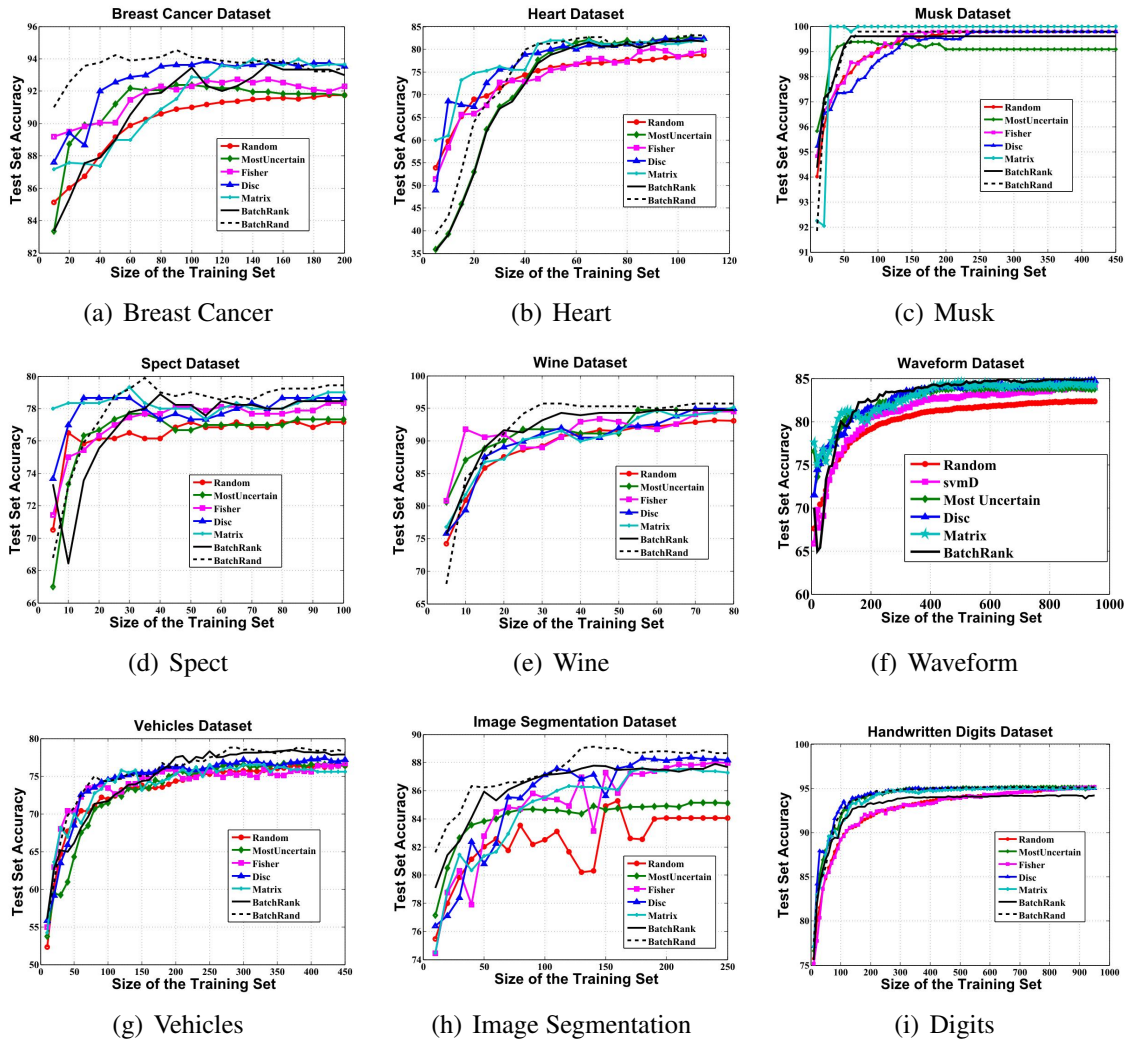 Breast Cancer Dataset
Test Set Accuracy
96
94
92
90
88
86
84
82
0 20 40 60 80 100 120 140 160 180 200
Size of the Training Set
Random
MostUncertain
Fisher
Disc
Matrix
BatchRank
BatchRand
(a) Breast Cancer
Heart Dataset
Test Set Accuracy
85
80
75
70
65
60
55
50
45
40
35
0 20 40 60 80 100 120
Size of the Training Set
Random
MostUncertain
Fisher
Disc
Matrix
BatchRank
BatchRand
(b) Heart
Musk Dataset
Test Set Accuracy
100
99
98
97
96
95
94
93
92
91
0 50 100 150 200 250 300 350 400 450
Size of the Training Set
Random
MostUncertain
Fisher
Disc
Matrix
BatchRank
BatchRand
(c) Musk
Spect Dataset
Test Set Accuracy
80
78
76
74
72
70
68
66
0 10 20 30 40 50 60 70 80 90 100
Size of the Training Set
Random
MostUncertain
Fisher
Disc
Matrix
BatchRank
BatchRand
(d) Spect
Wine Dataset
Test Set Accuracy
100
95
90
85
80
75
70
65
0 10 20 30 40 50 60 70 80
Size of the Training Set
Random
MostUncertain
Fisher
Disc
Matrix
BatchRank
BatchRand
(e) Wine
Waveform Dataset
Test Set Accuracy
85
80
75
70
65
60
0 200 400 600 800 1000
Size of the Training Set
Random
svmD
Most Uncertain
Disc
Matrix
BatchRank
(f) Waveform
Vehicles Dataset
Test Set Accuracy
80
75
70
65
60
55
50
0 50 100 150 200 250 300 350 400 450
Size of the Training Set
Random
MostUncertain
Fisher
Disc
Matrix
BatchRank
BatchRand
(g) Vehicles
Image Segmentation Dataset
Test Set Accuracy
90
88
86
84
82
80
78
76
74
0 50 100 150 200 250
Size of the Training Set
Random
MostUncertain
Fisher
Disc
Matrix
BatchRank
BatchRand
(h) Image Segmentation
Handwritten Digits Dataset
Test Set Accuracy
100
95
90
85
80
75
0 100 200 300 400 500 600 700 800 900 1000
Size of the Training Set
Random
MostUncertain
Fisher
Disc
Matrix
BatchRank
BatchRand
(i) Digits